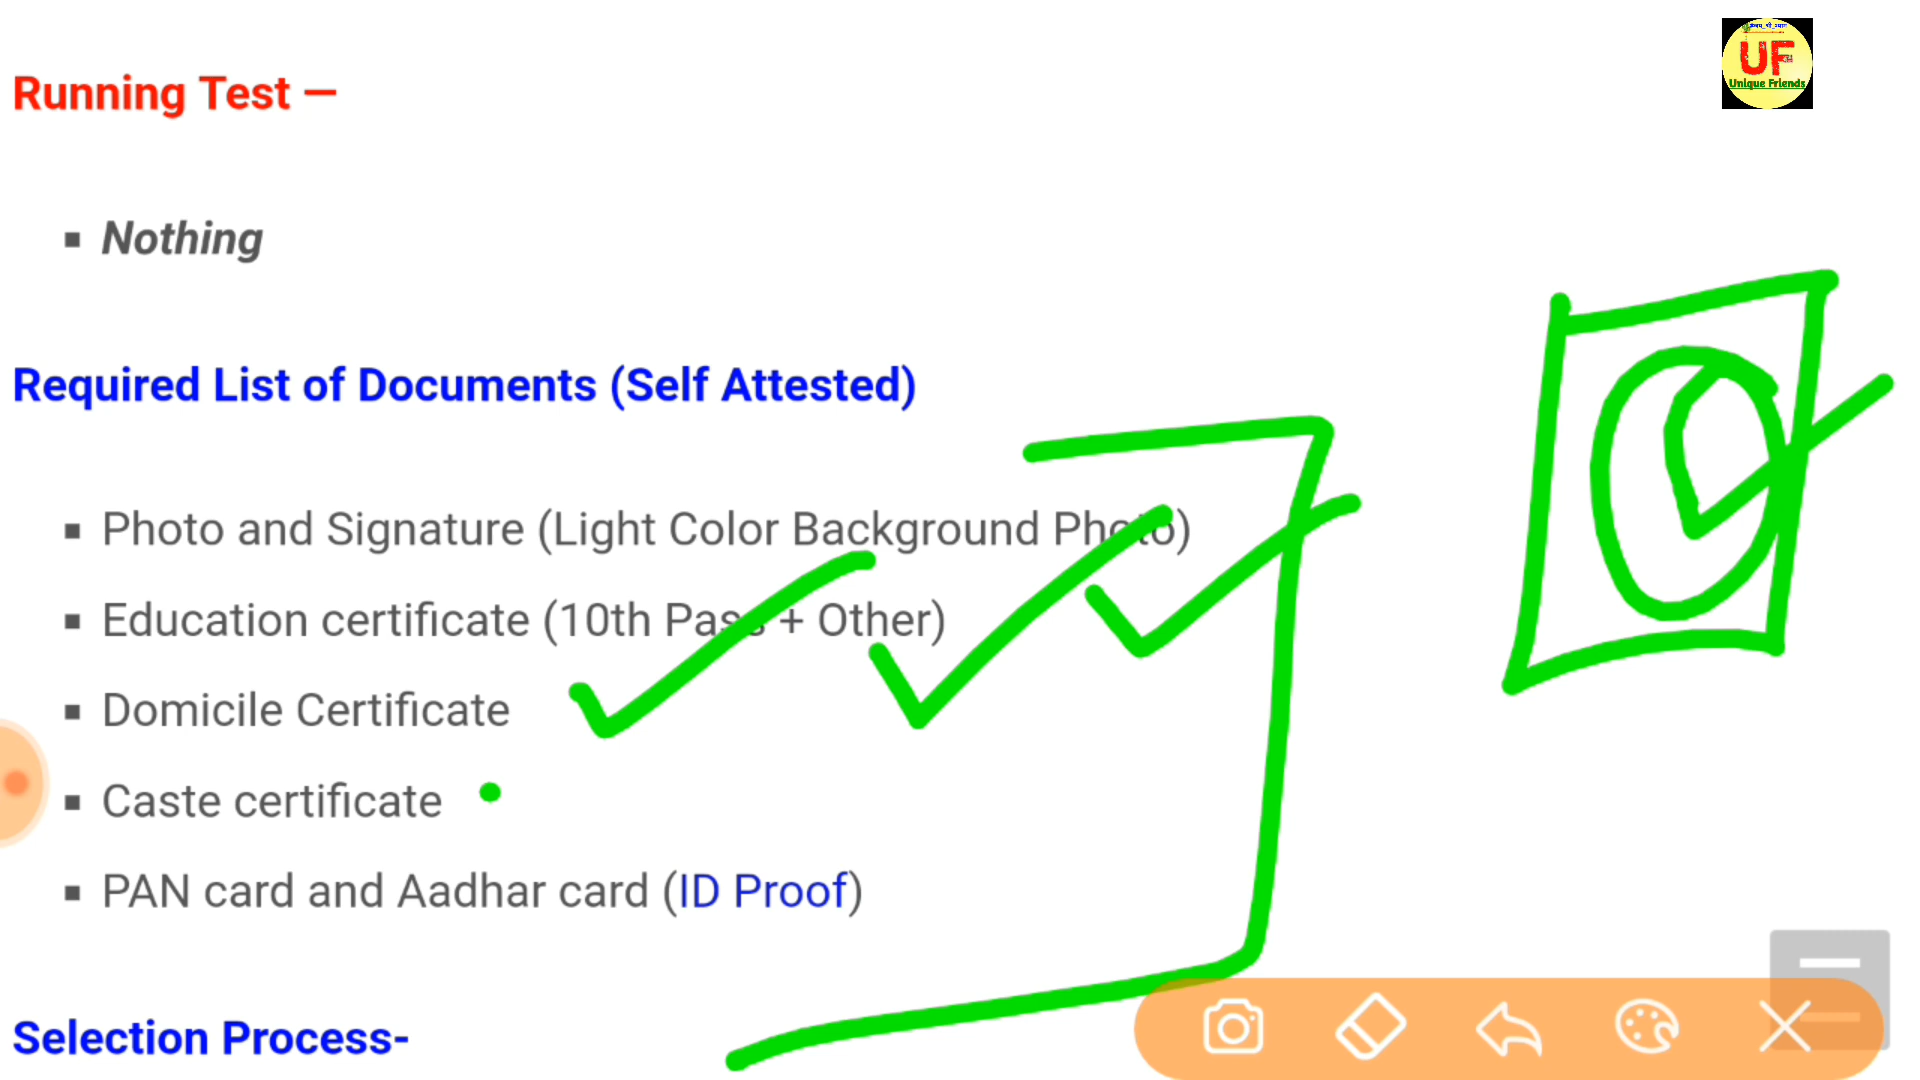 Running Test —
UF
Unique Friends
Nothing
Required List of Documents (Self Attested)
Photo and Signature (Light Color Background Photo)
Education certificate (10th Pass + Other)
Domicile Certificate
Caste certificate
PAN card and Aadhar card (ID Proof)
Selection Process-